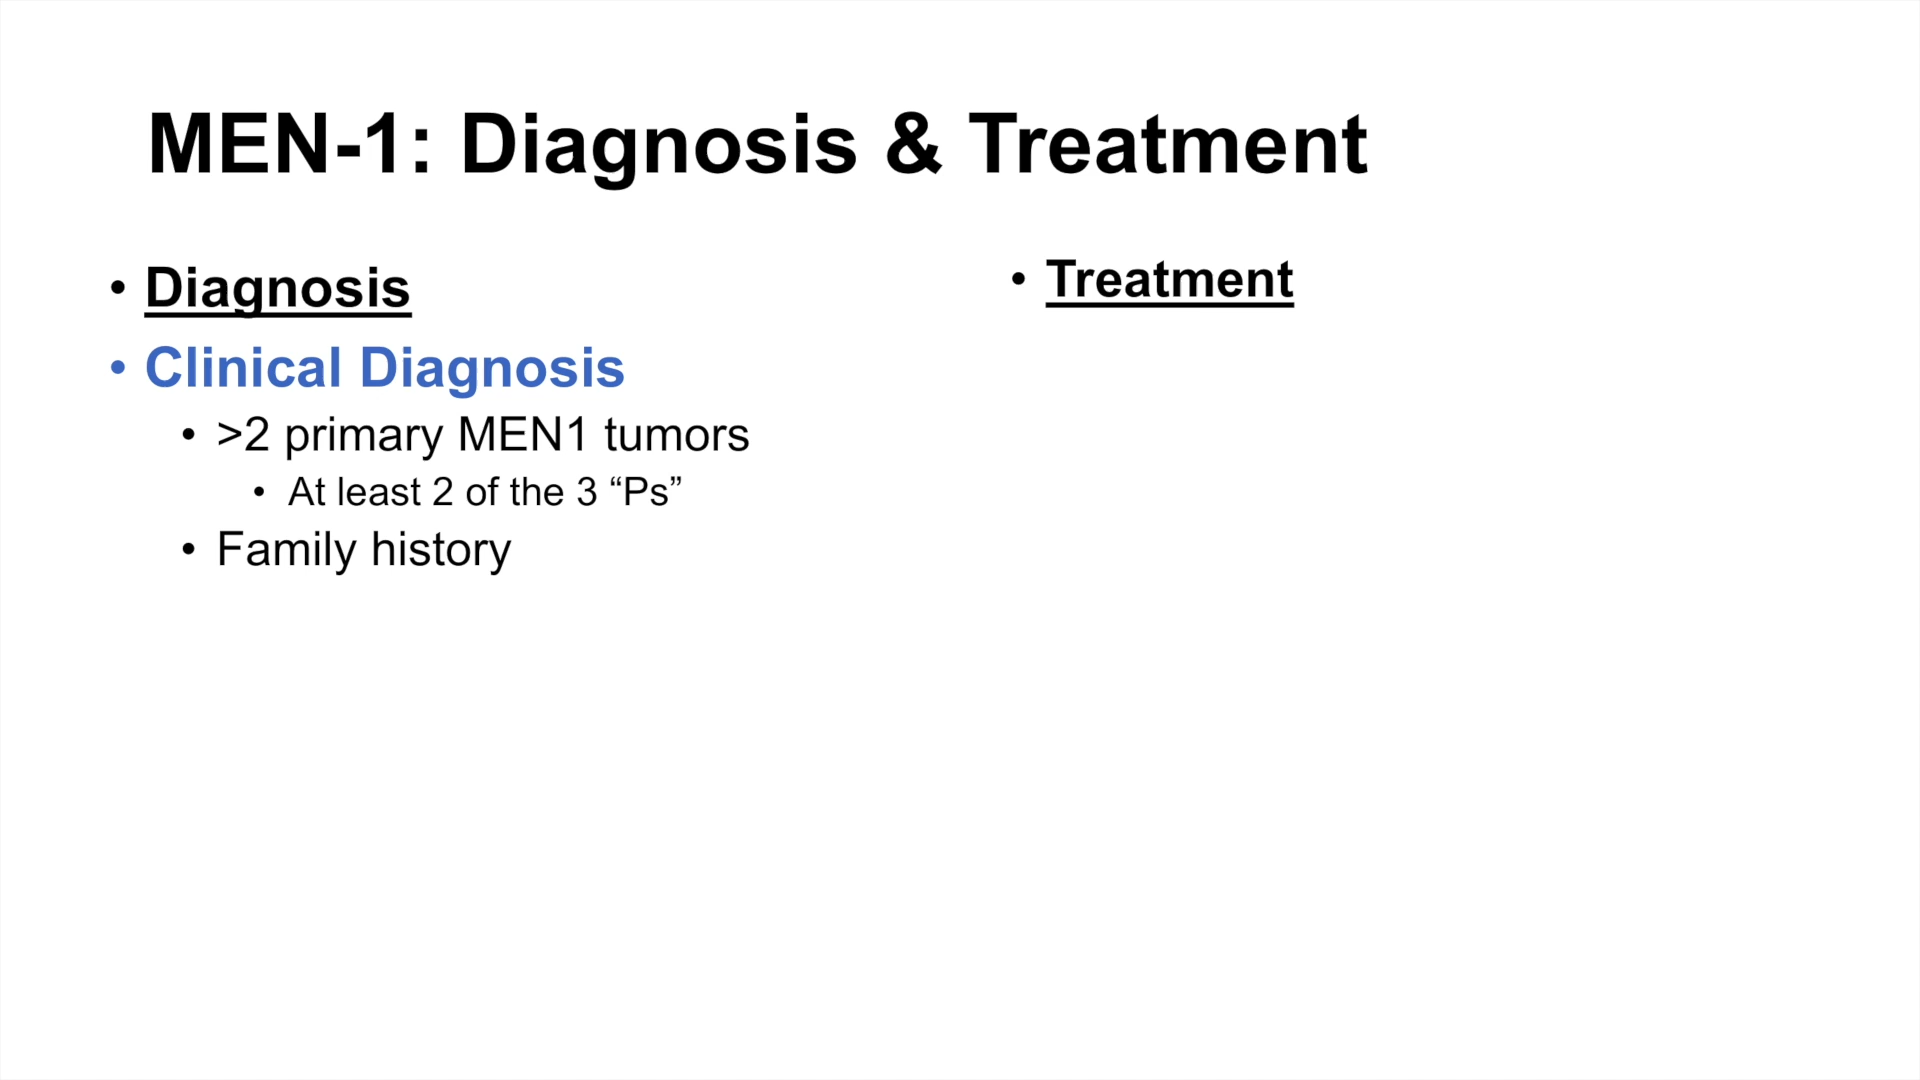 MEN-1: Diagnosis & Treatment
• Diagnosis
• Clinical Diagnosis
• >2 primary MEN1 tumors
• At least 2 of the 3 “Ps”
• Family history
• Treatment